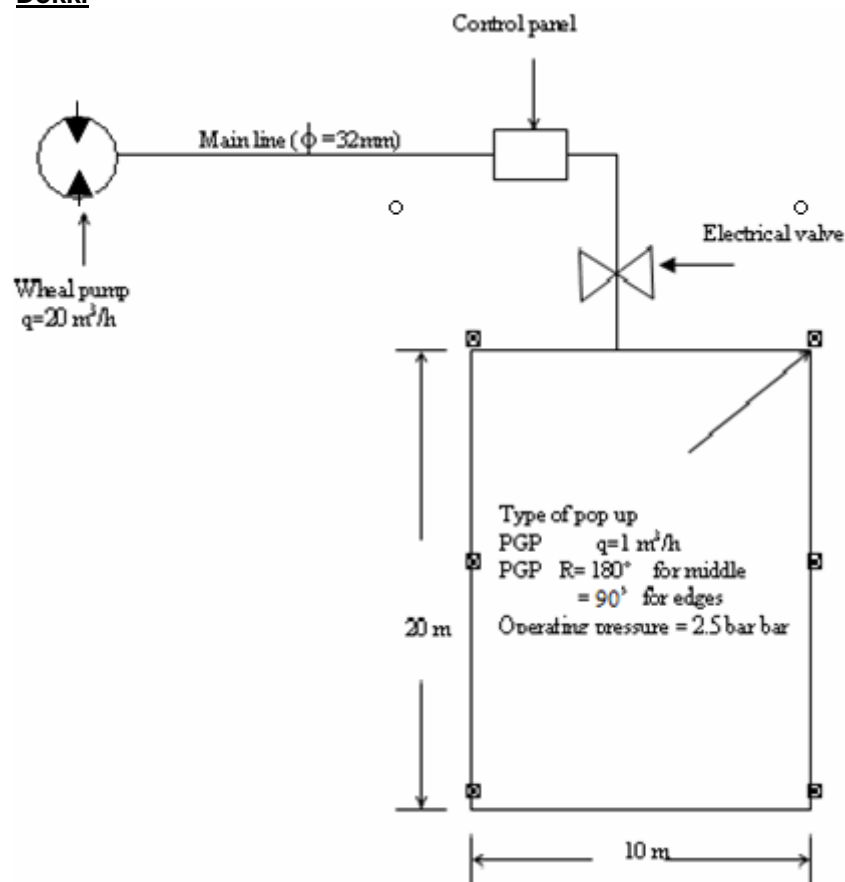 Control panel
Main line (ϕ =32mm)
Electrical valve
Wheal pump
q=20 m³/h
Type of pop up
PGP q=1 m³/h
PGP R= 180° for middle
= 90° for edges
20 m
Operating pressure = 2.5 bar bar
10 m